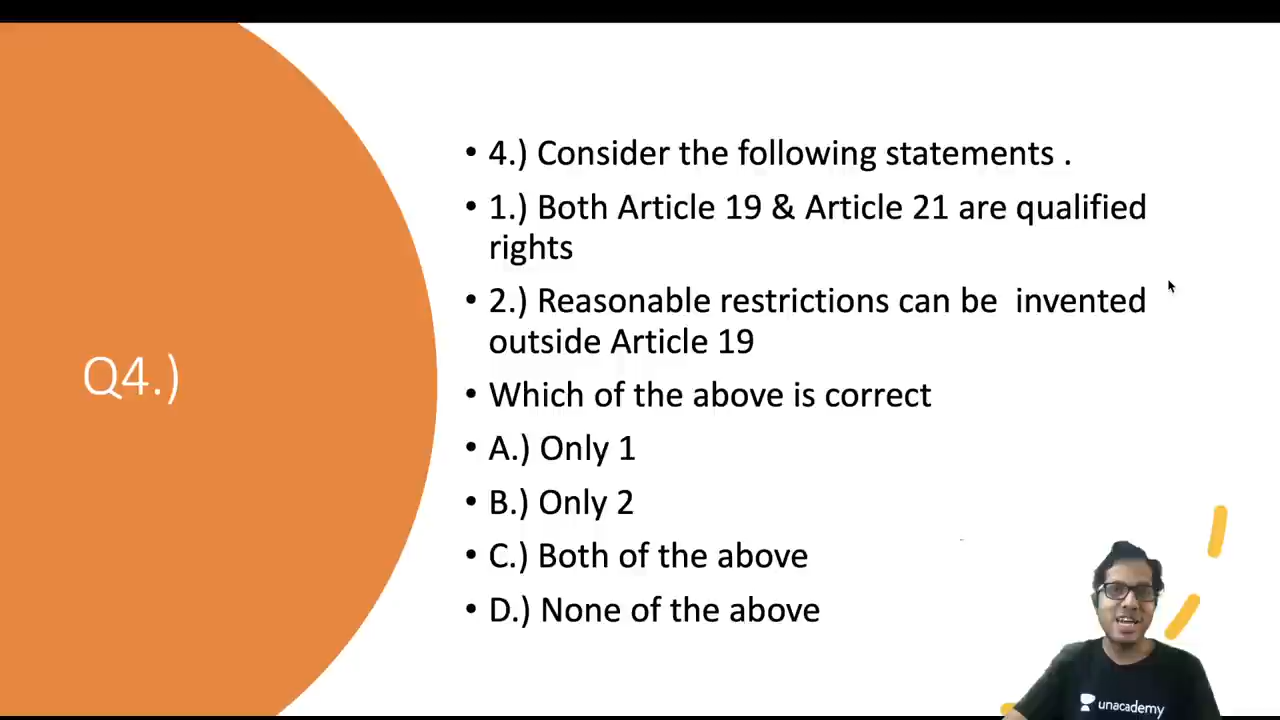 Q4.)
• 4.) Consider the following statements .
• 1.) Both Article 19 & Article 21 are qualified
rights
• 2.) Reasonable restrictions can be  invented
outside Article 19
• Which of the above is correct
• A.) Only 1
• B.) Only 2
• C.) Both of the above
• D.) None of the above
unacademy